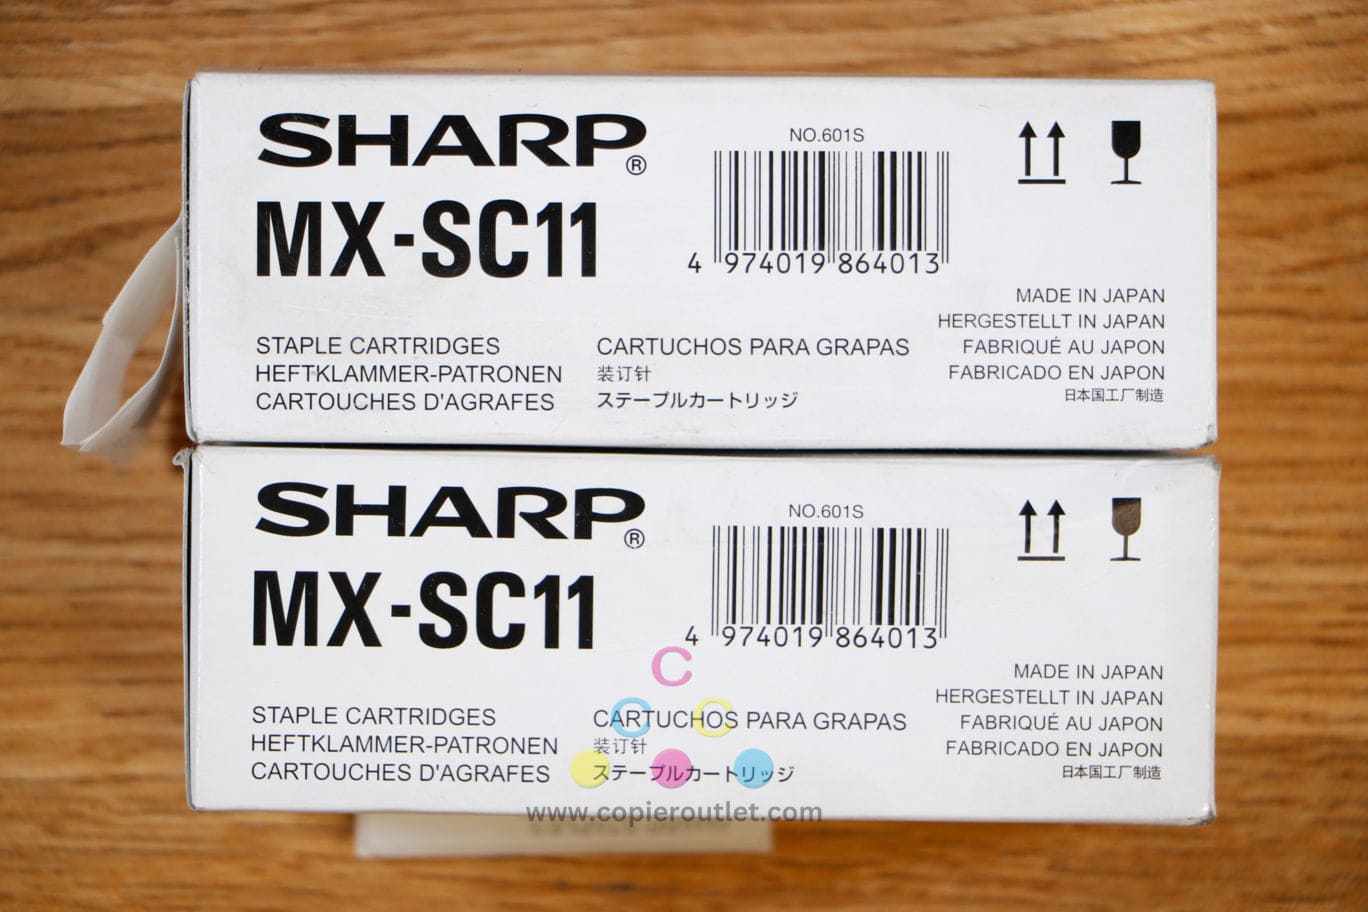 SHARP®
MX-SC11
NO.601S
4 974019 864013
MADE IN JAPAN
HERGESTELLT IN JAPAN
FABRIQUÉ AU JAPON
FABRICADO EN JAPON
日本国工厂制造
STAPLE CARTRIDGES
HEFTKLAMMER-PATRONEN
CARTOUCHES D'AGRAFES
CARTUCHOS PARA GRAPAS
装订针
ステープルカートリッジ
SHARP®
MX-SC11
NO.601S
4 974019 864013
MADE IN JAPAN
HERGESTELLT IN JAPAN
FABRIQUÉ AU JAPON
FABRICADO EN JAPON
日本国工厂制造
STAPLE CARTRIDGES
HEFTKLAMMER-PATRONEN
CARTOUCHES D'AGRAFES
CARTUCHOS PARA GRAPAS
装订针
ステープルカートリッジ
C
C C
www.copieroutlet.com